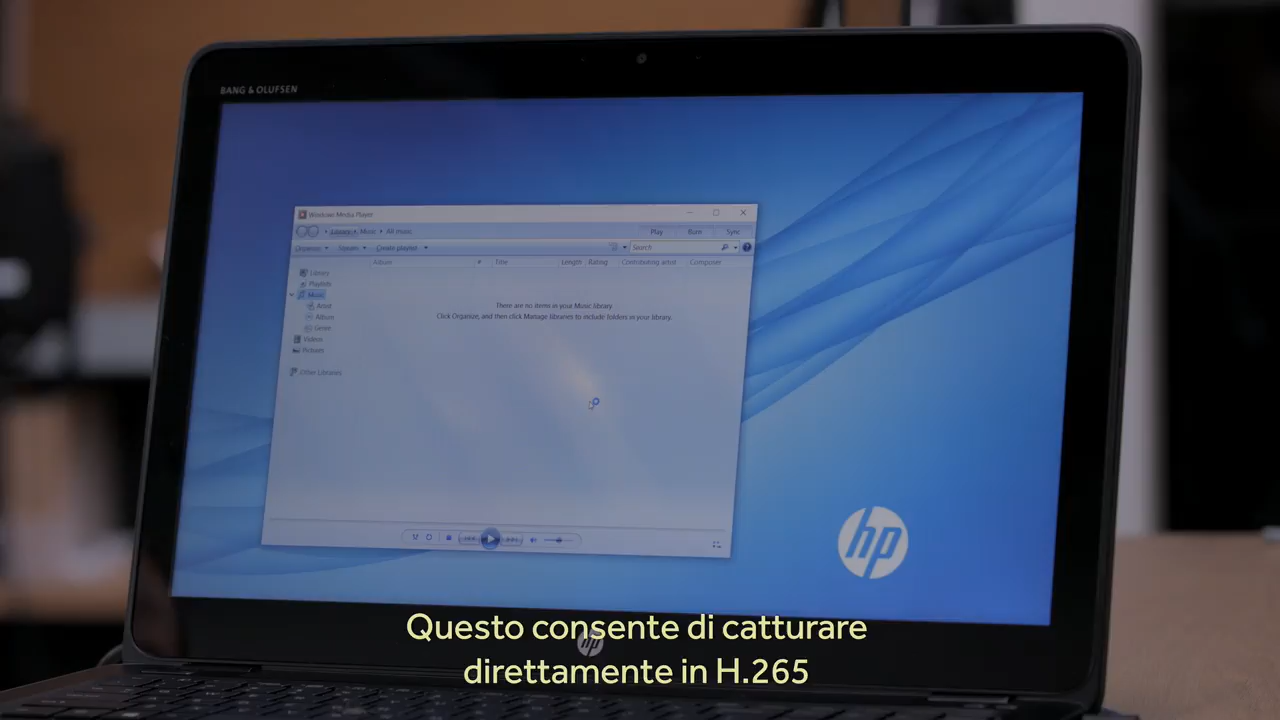 BANG & OLUFSEN
Windows Media Player
Library Music All music
Play Burn Sync
Organize Stream Create playlist Search
Album Title Length Rating Contributing artist Composer
Library
Playlists
Music
Artist
Album
Genre
Videos
Pictures
Other Libraries
There are no items in your Music library.
Click Organize, and then click Manage libraries to include folders in your library.
hp
hp
Questo consente di catturare
direttamente in H.265